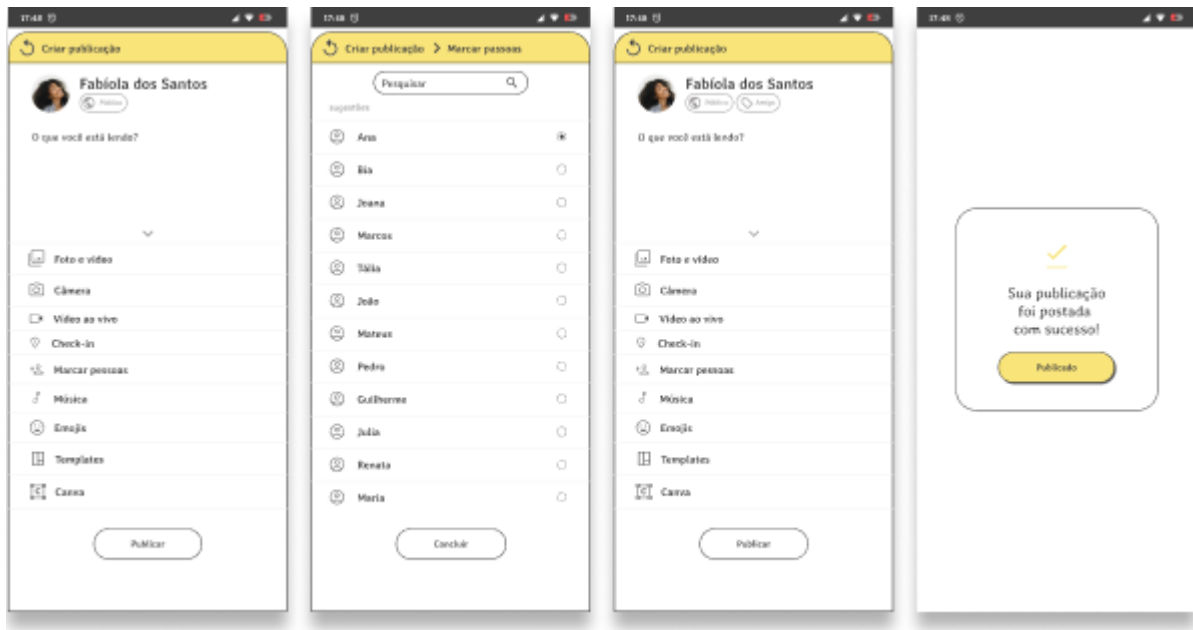 17:48
Criar publicação
Fabíola dos Santos
Público
O que você está lendo?
Foto e vídeo
Câmera
Vídeo ao vivo
Check-in
Marcar pessoas
Música
Emojis
Templates
Canva
Publicar
17:48
Criar publicação > Marcar pessoas
Pesquisar
sugestões
Ana
Bia
Joana
Marcos
Tália
João
Mateus
Pedro
Guilherme
Julia
Renata
Maria
Concluir
17:48
Criar publicação
Fabíola dos Santos
Público Amigo
O que você está lendo?
Foto e vídeo
Câmera
Vídeo ao vivo
Check-in
Marcar pessoas
Música
Emojis
Templates
Canva
Publicar
17:48
Sua publicação
foi postada
com sucesso!
Publicado